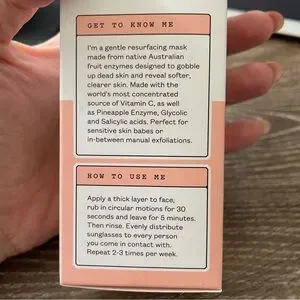 GET TO KNOW ME
I'm a gentle resurfacing mask
made from native Australian
fruit enzymes designed to gobble
up dead skin and reveal softer,
clearer skin. Made with the
world's most concentrated
source of Vitamin C, as well
as Pineapple Enzyme, Glycolic
and Salicylic acids. Perfect for
sensitive skin babes or
in-between manual exfoliations.
HOW TO USE ME
Apply a thick layer to face,
rub in circular motions for 30
seconds and leave for 5 minutes.
Then rinse. Evenly distribute
sunglasses to every person
you come in contact with.
Repeat 2-3 times per week.